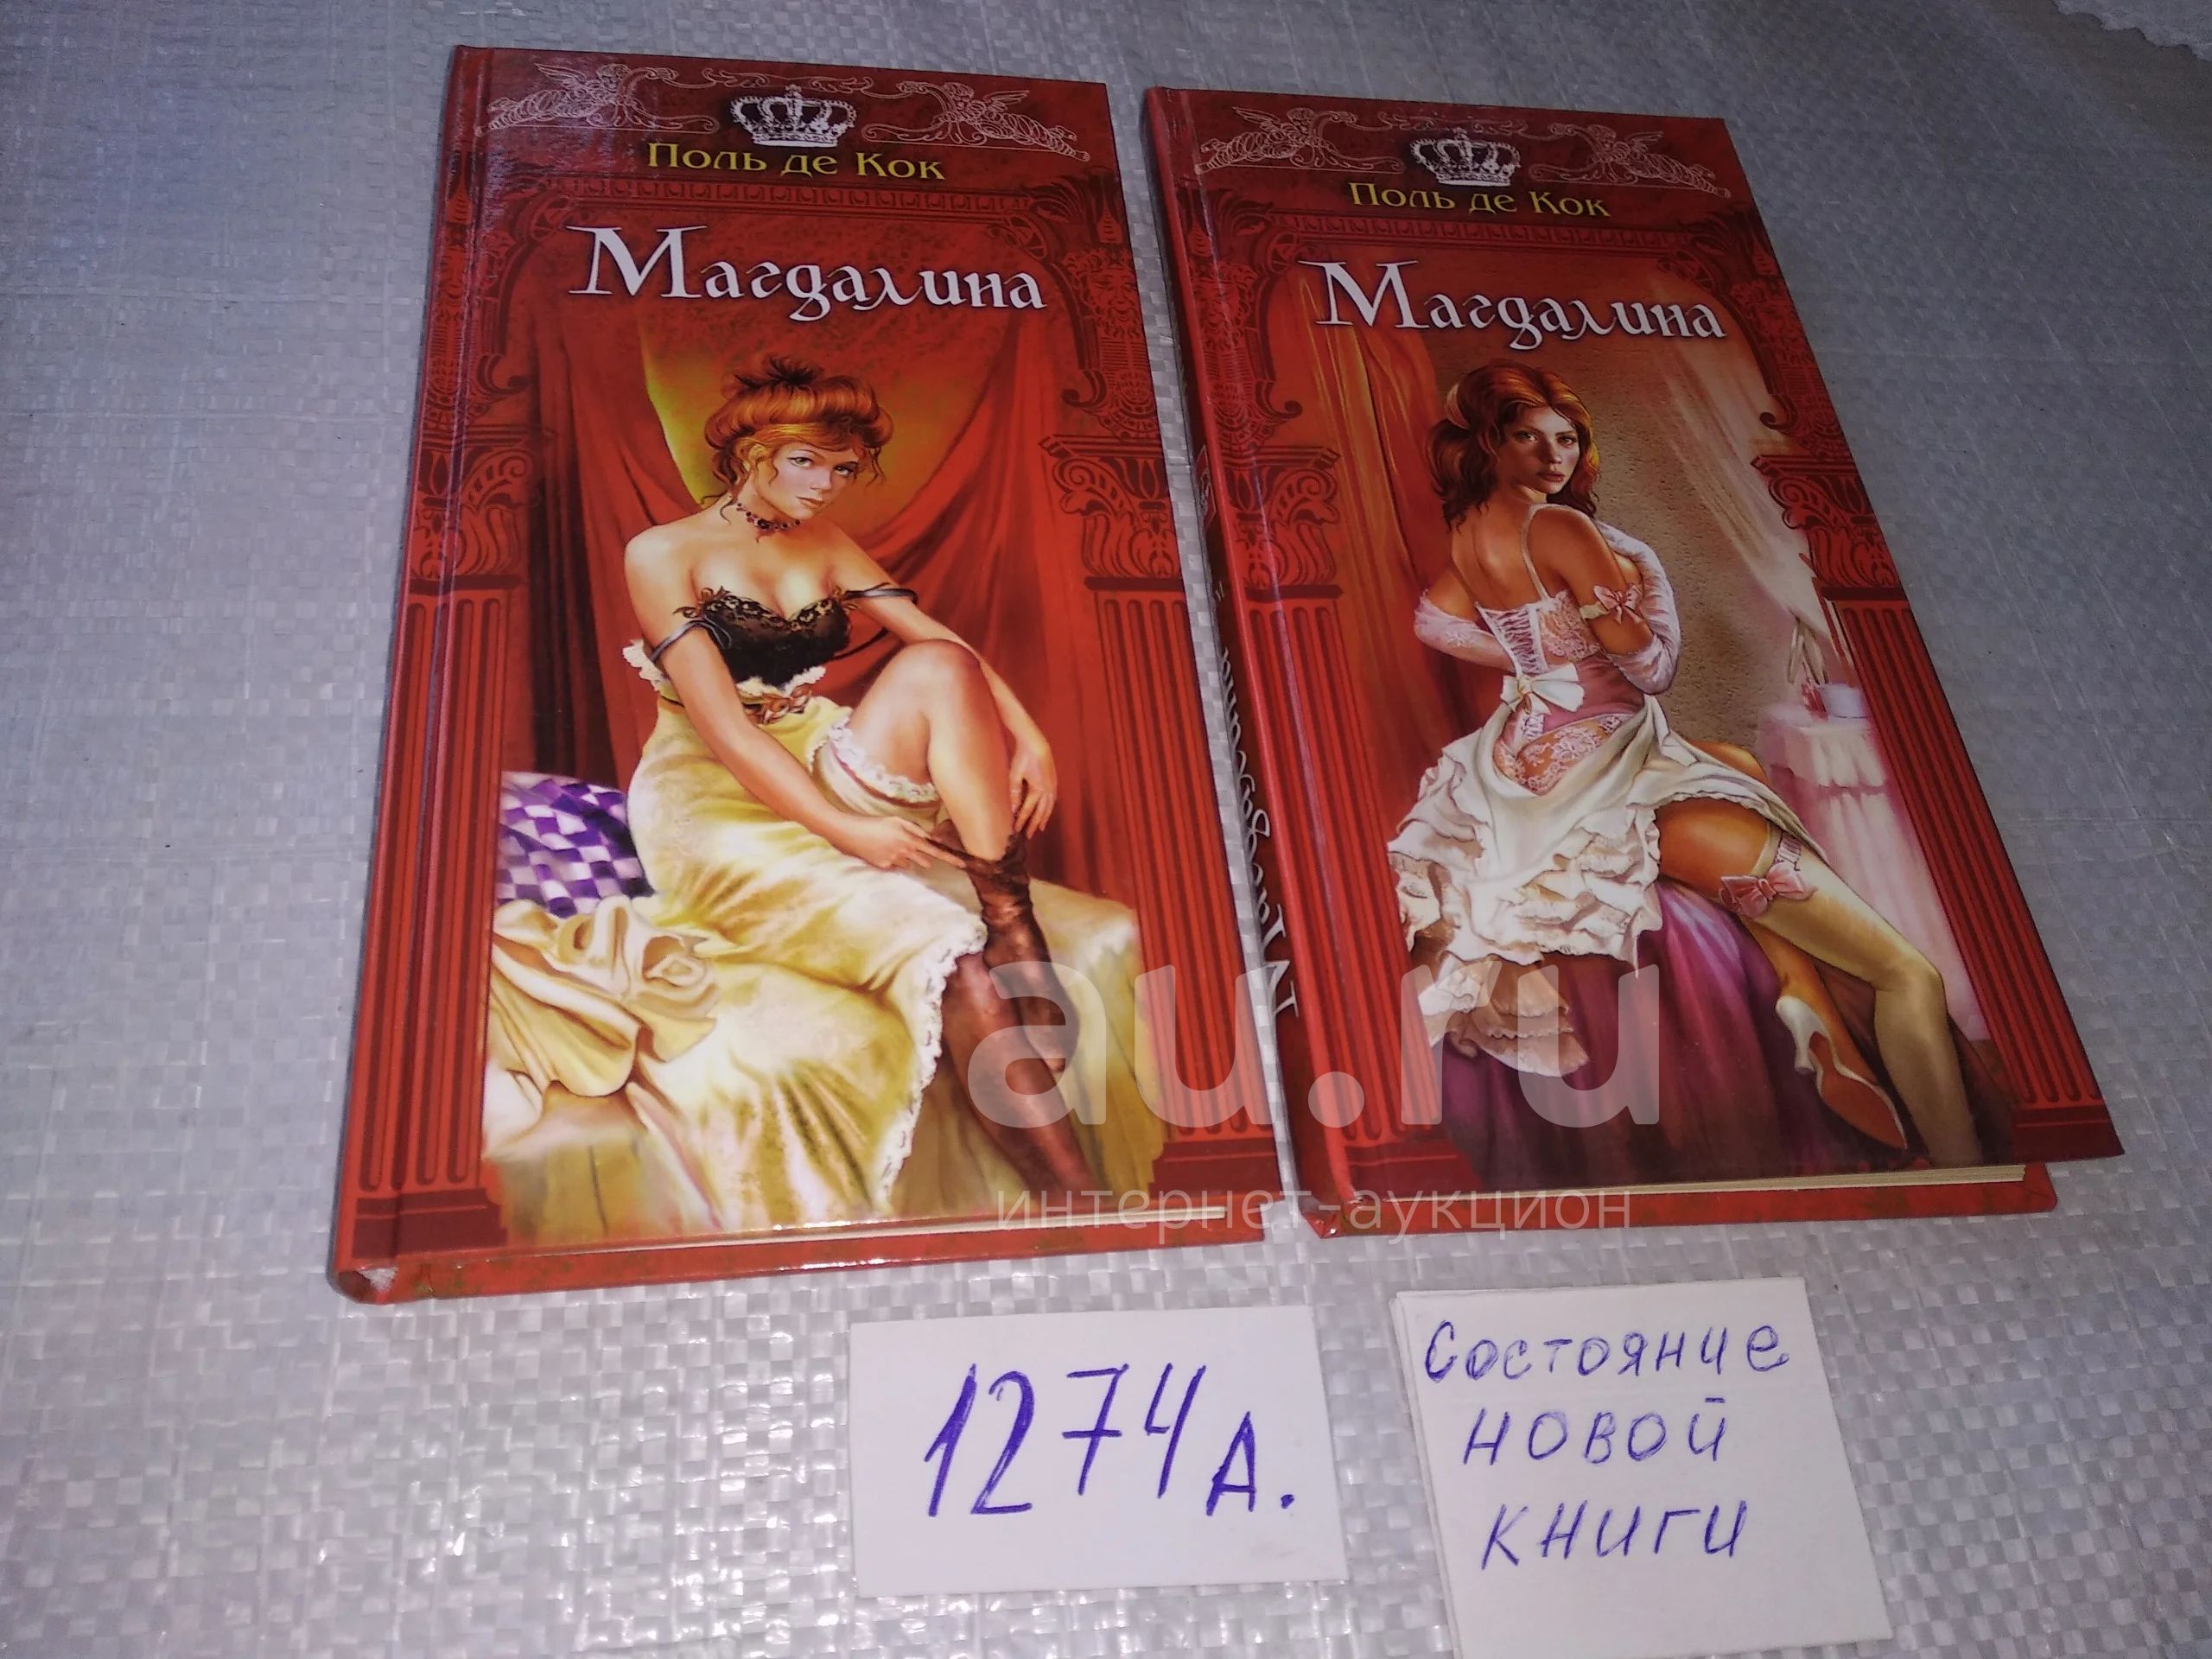 Поль де Кок
Магдалина
Поль де Кок
Магдалина
au.ru
интернет-аукцион
1274А.
Состояние
новой
книги